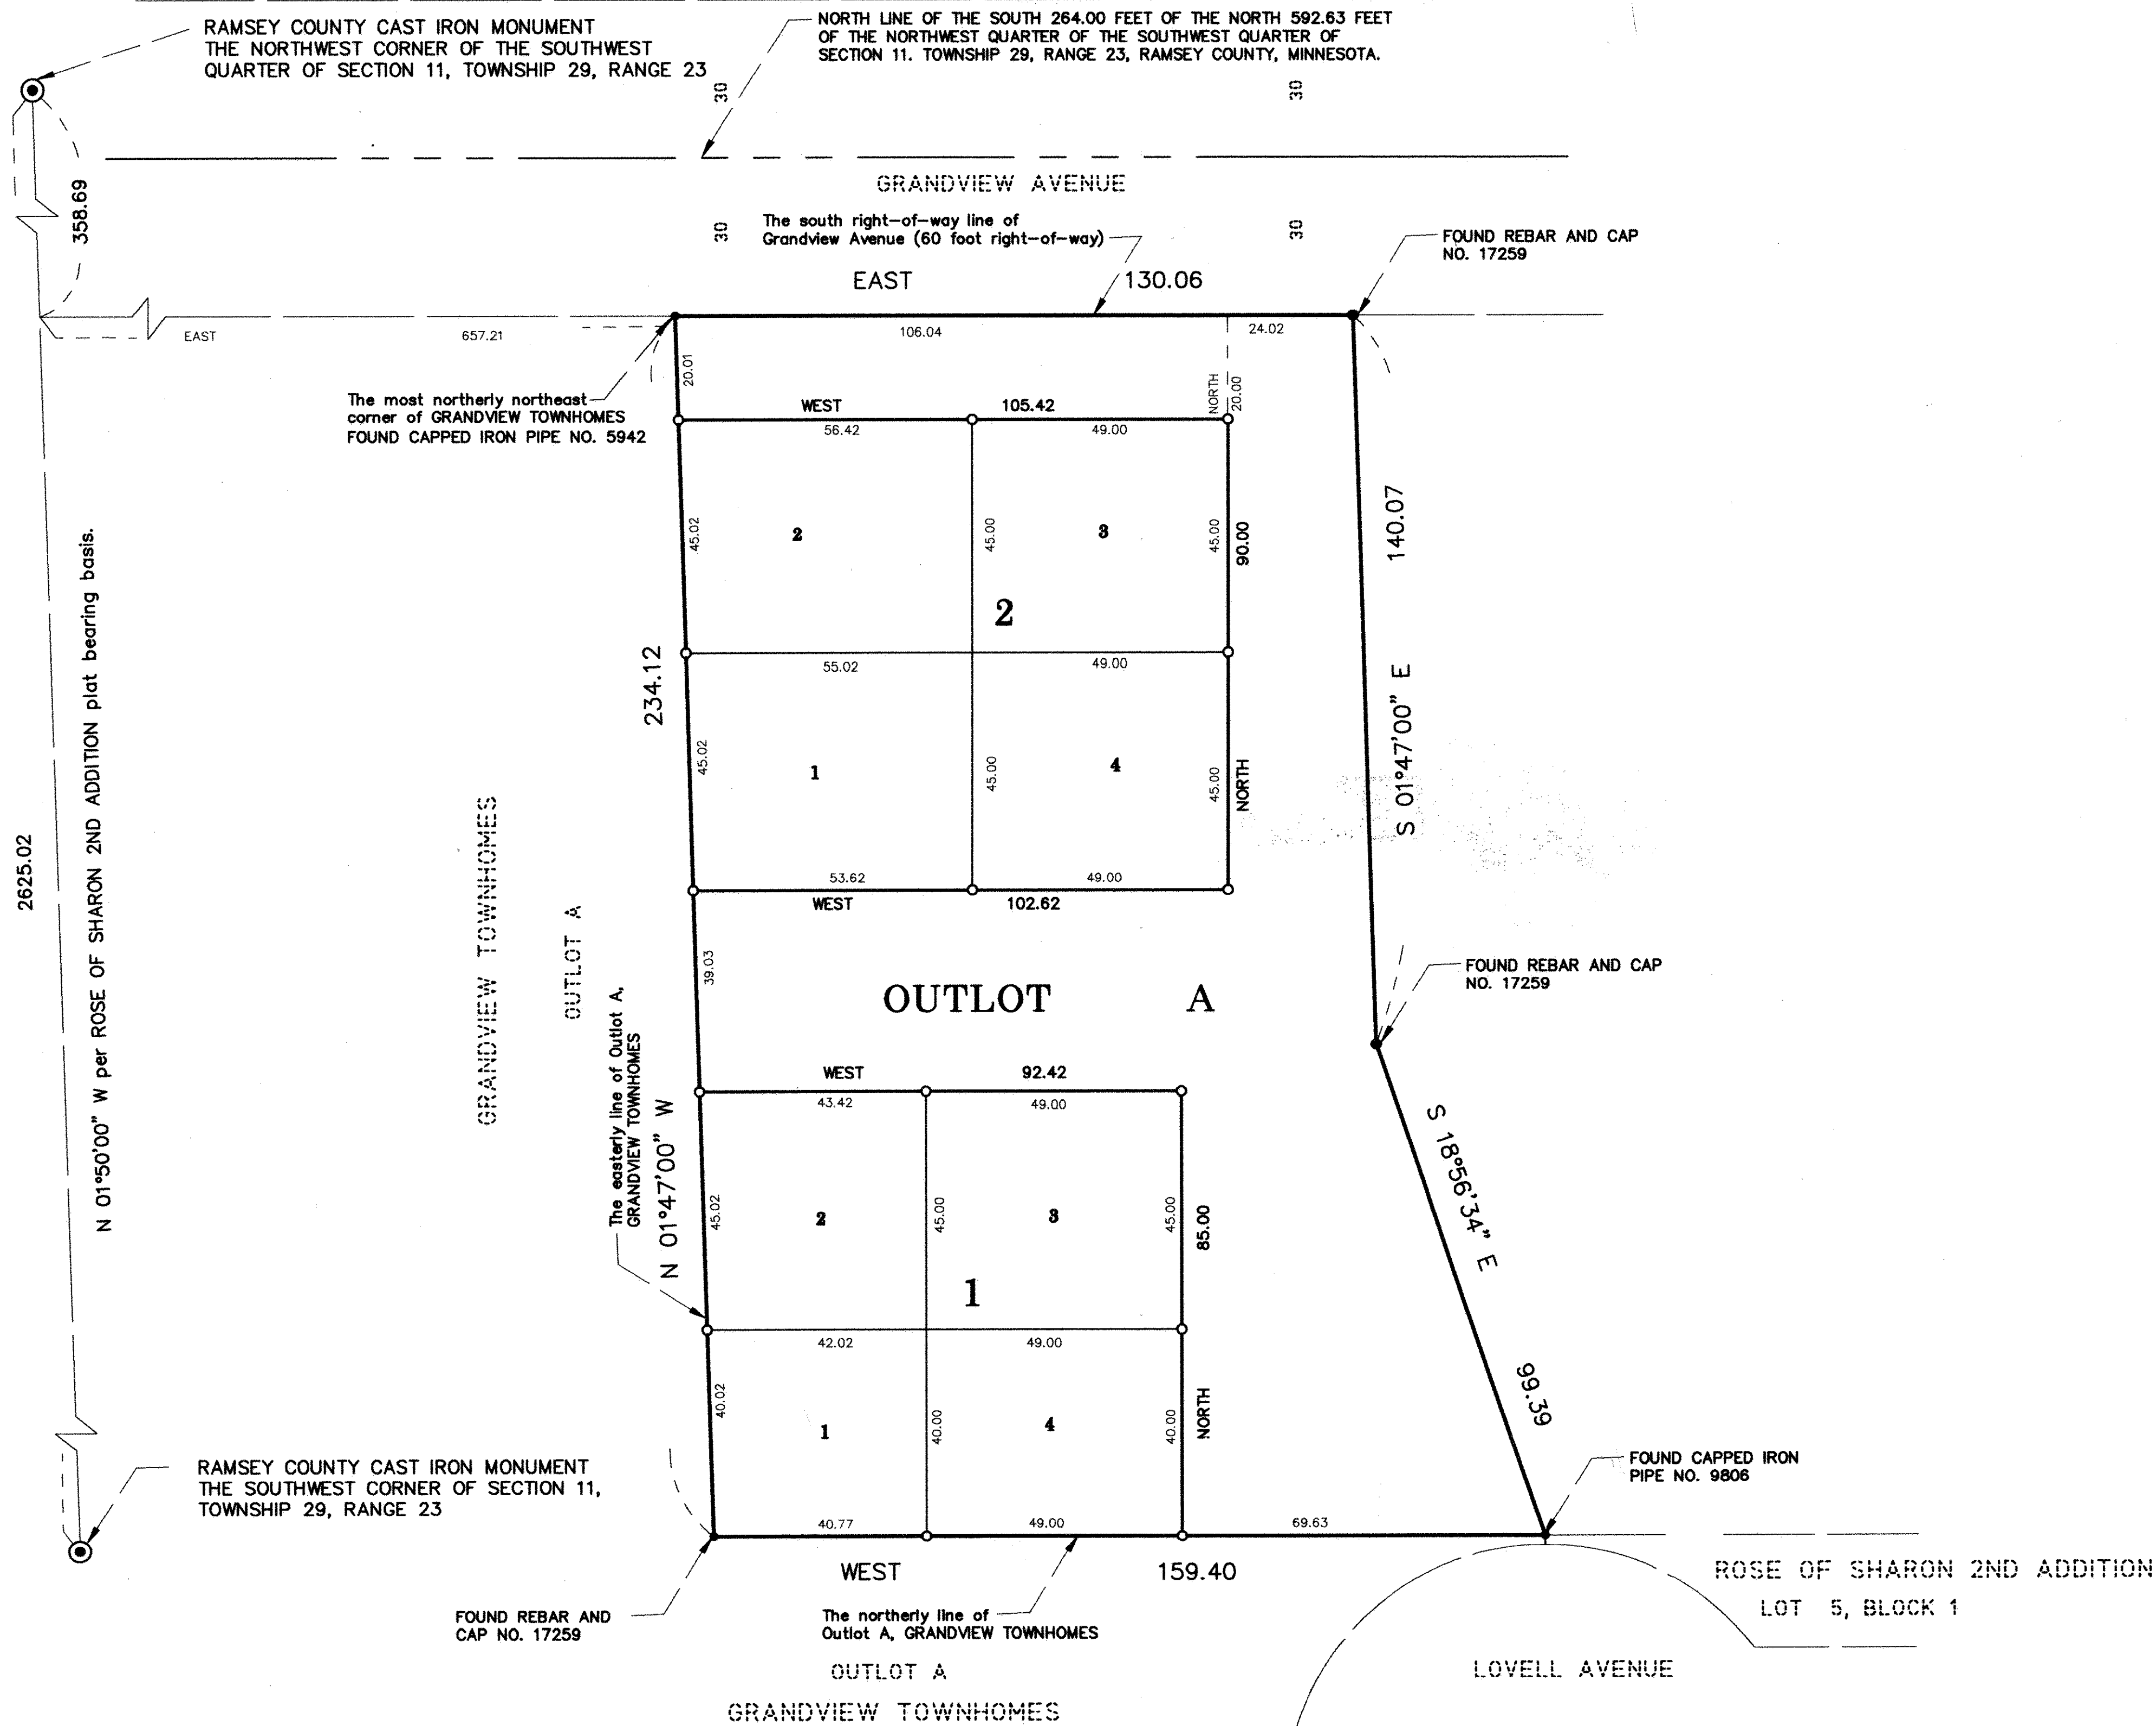 RAMSEY COUNTY CAST IRON MONUMENT
THE NORTHWEST CORNER OF THE SOUTHWEST
QUARTER OF SECTION 11, TOWNSHIP 29, RANGE 23
NORTH LINE OF THE SOUTH 264.00 FEET OF THE NORTH 592.63 FEET
OF THE NORTHWEST QUARTER OF THE SOUTHWEST QUARTER OF
SECTION 11. TOWNSHIP 29, RANGE 23, RAMSEY COUNTY, MINNESOTA.
30
30
358.69
GRANDVIEW AVENUE
30
30
The south right-of-way line of
Grandview Avenue (60 foot right-of-way)
FOUND REBAR AND CAP
NO. 17259
EAST 130.06
EAST
657.21
106.04
24.02
20.01
NORTH
20.00
The most northerly northeast
corner of GRANDVIEW TOWNHOMES
FOUND CAPPED IRON PIPE NO. 5942
WEST 105.42
56.42
49.00
45.02
2
45.00
3
45.00
90.00
140.07
2
234.12
55.02
49.00
45.02
1
45.00
4
45.00
NORTH
S 01°47'00" E
53.62
49.00
WEST 102.62
2625.02
N 01°50'00" W per ROSE OF SHARON 2ND ADDITION plat bearing basis.
GRANDVIEW TOWNHOMES
OUTLOT A
39.03
OUTLOT A
FOUND REBAR AND CAP
NO. 17259
The easterly line of Outlot A,
GRANDVIEW TOWNHOMES
N 01°47'00" W
WEST 92.42
43.42
49.00
45.02
2
45.00
3
45.00
85.00
S 18°56'34" E
1
42.02
49.00
40.02
1
40.00
4
40.00
NORTH
99.39
RAMSEY COUNTY CAST IRON MONUMENT
THE SOUTHWEST CORNER OF SECTION 11,
TOWNSHIP 29, RANGE 23
FOUND CAPPED IRON
PIPE NO. 9806
40.77
49.00
69.63
WEST 159.40
FOUND REBAR AND
CAP NO. 17259
The northerly line of
Outlot A, GRANDVIEW TOWNHOMES
ROSE OF SHARON 2ND ADDITION
LOT 5, BLOCK 1
OUTLOT A
GRANDVIEW TOWNHOMES
LOVELL AVENUE